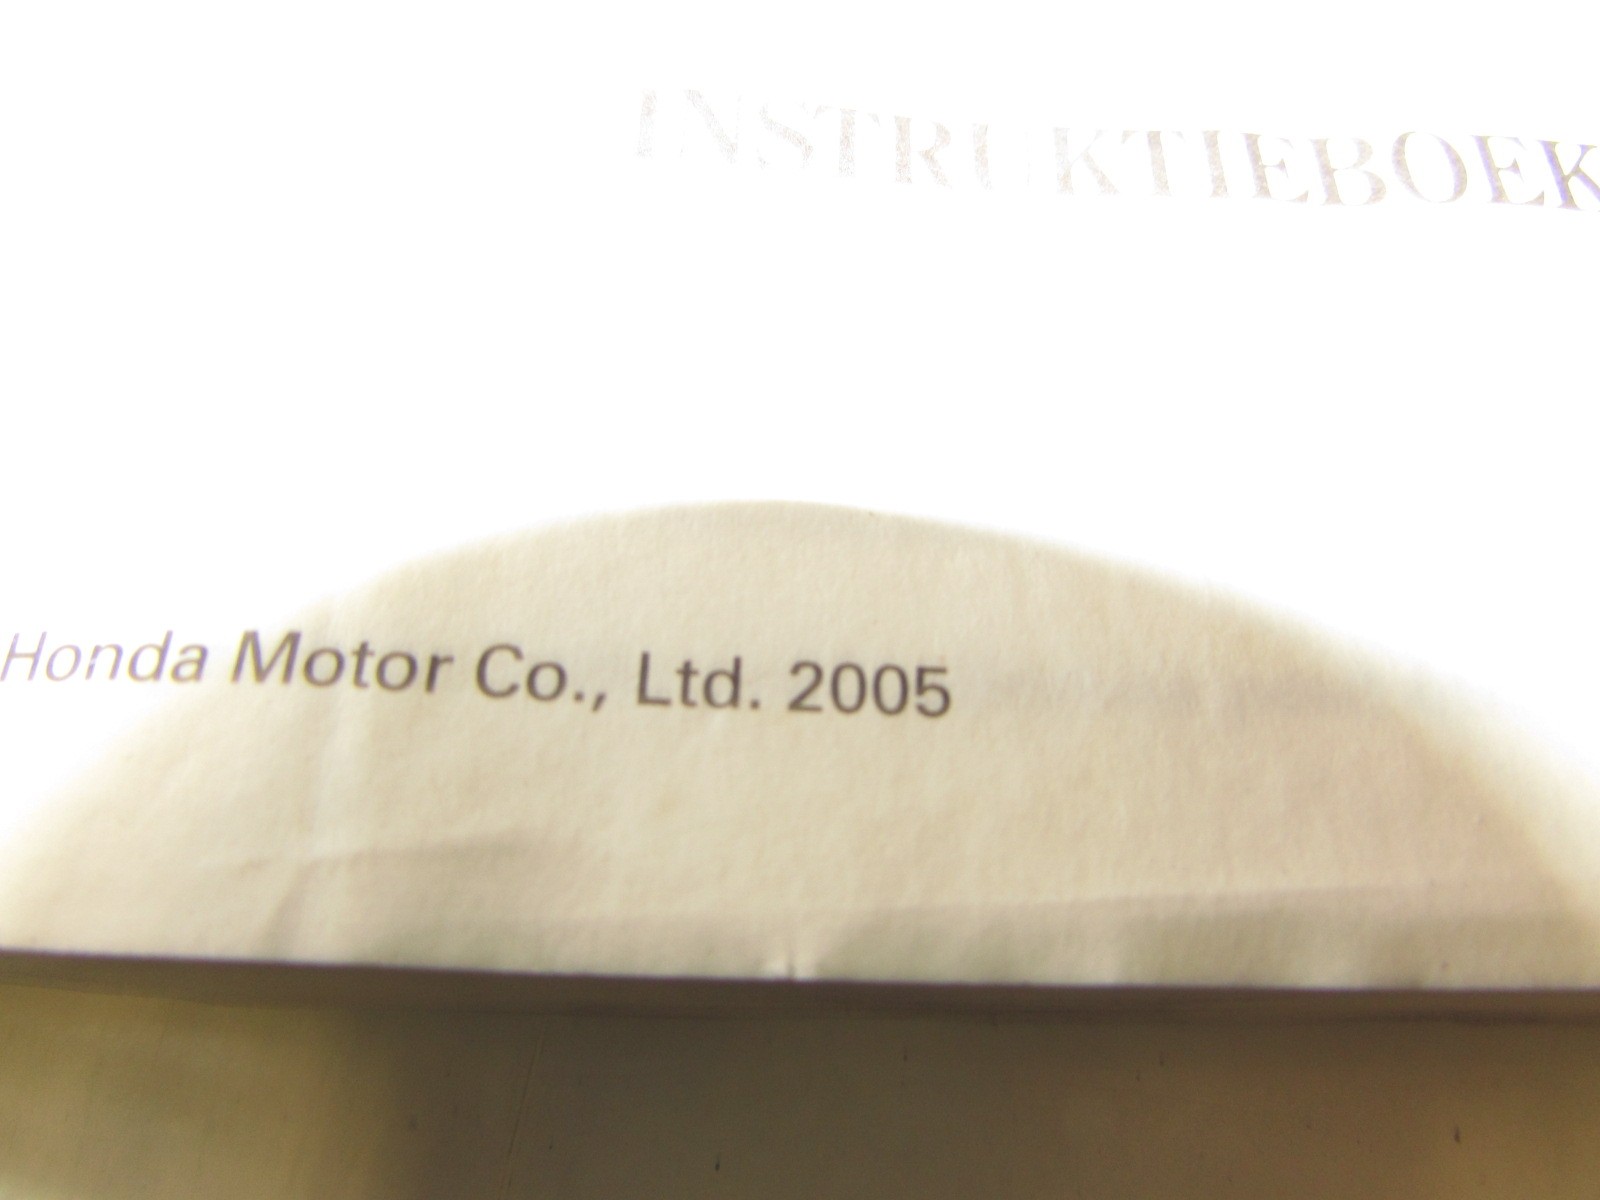 INSTRUKTIEBOEK
Honda Motor Co., Ltd. 2005